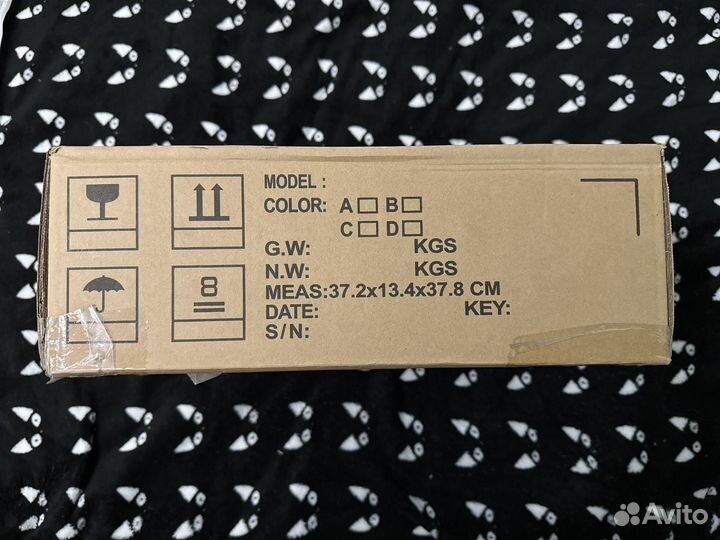 MODEL :
COLOR: A B
C D
G.W: KGS
N.W: KGS
MEAS:37.2x13.4x37.8 CM
DATE: KEY:
S/N:
8
Avito